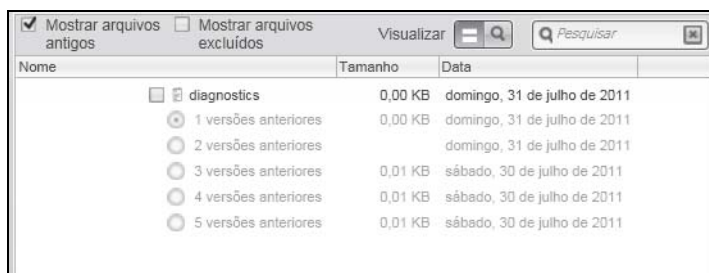 Mostrar arquivos antigos
Mostrar arquivos excluídos
Visualizar
Pesquisar
Nome Tamanho Data
diagnostics 0,00 KB domingo, 31 de julho de 2011
1 versões anteriores 0,00 KB domingo, 31 de julho de 2011
2 versões anteriores domingo, 31 de julho de 2011
3 versões anteriores 0,01 KB sábado, 30 de julho de 2011
4 versões anteriores 0,01 KB sábado, 30 de julho de 2011
5 versões anteriores 0,01 KB sábado, 30 de julho de 2011